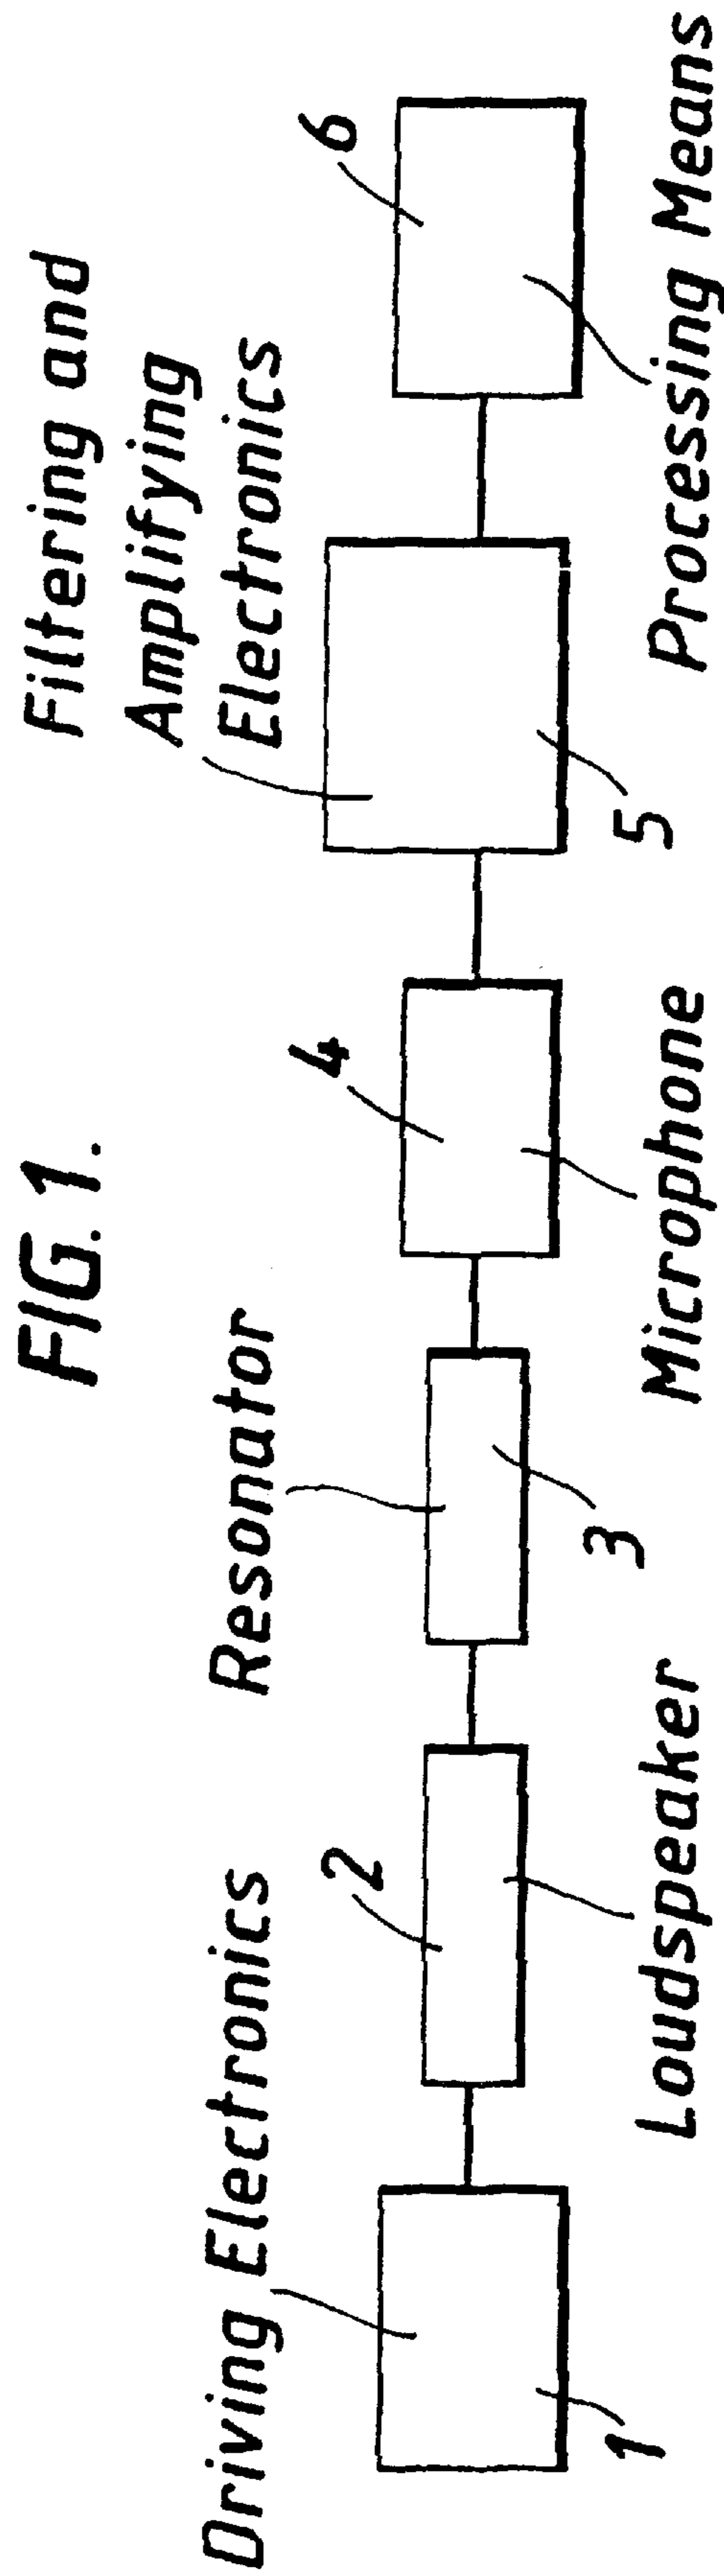 FIG. 1.
Filtering and
Amplifying
Electronics
6
Driving Electronics
Resonator
2
4
1
3
5
Loudspeaker
Microphone
Processing Means